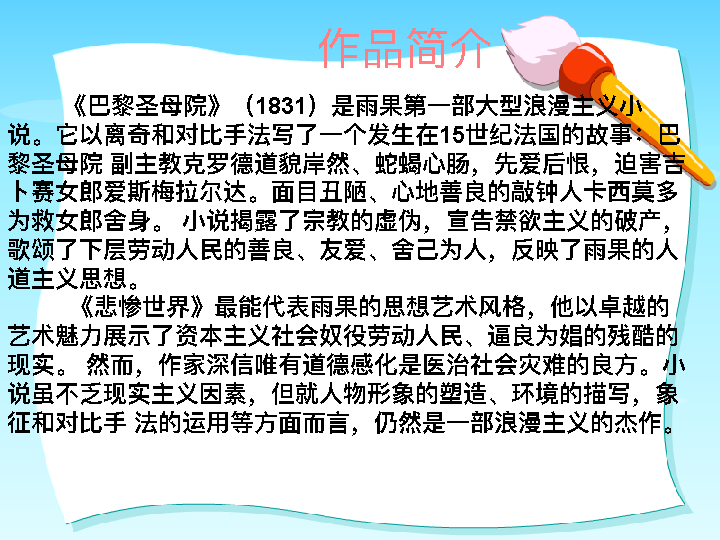 作品简介
《巴黎圣母院》（1831）是雨果第一部大型浪漫主义小
说。它以离奇和对比手法写了一个发生在15世纪法国的故事：巴
黎圣母院 副主教克罗德道貌岸然、蛇蝎心肠，先爱后恨，迫害吉
卜赛女郎爱斯梅拉尔达。面目丑陋、心地善良的敲钟人卡西莫多
为救女郎舍身。 小说揭露了宗教的虚伪，宣告禁欲主义的破产，
歌颂了下层劳动人民的善良、友爱、舍己为人，反映了雨果的人
道主义思想。
《悲惨世界》最能代表雨果的思想艺术风格，他以卓越的
艺术魅力展示了资本主义社会奴役劳动人民、逼良为娼的残酷的
现实。 然而，作家深信唯有道德感化是医治社会灾难的良方。小
说虽不乏现实主义因素，但就人物形象的塑造、环境的描写，象
征和对比手 法的运用等方面而言，仍然是一部浪漫主义的杰作。